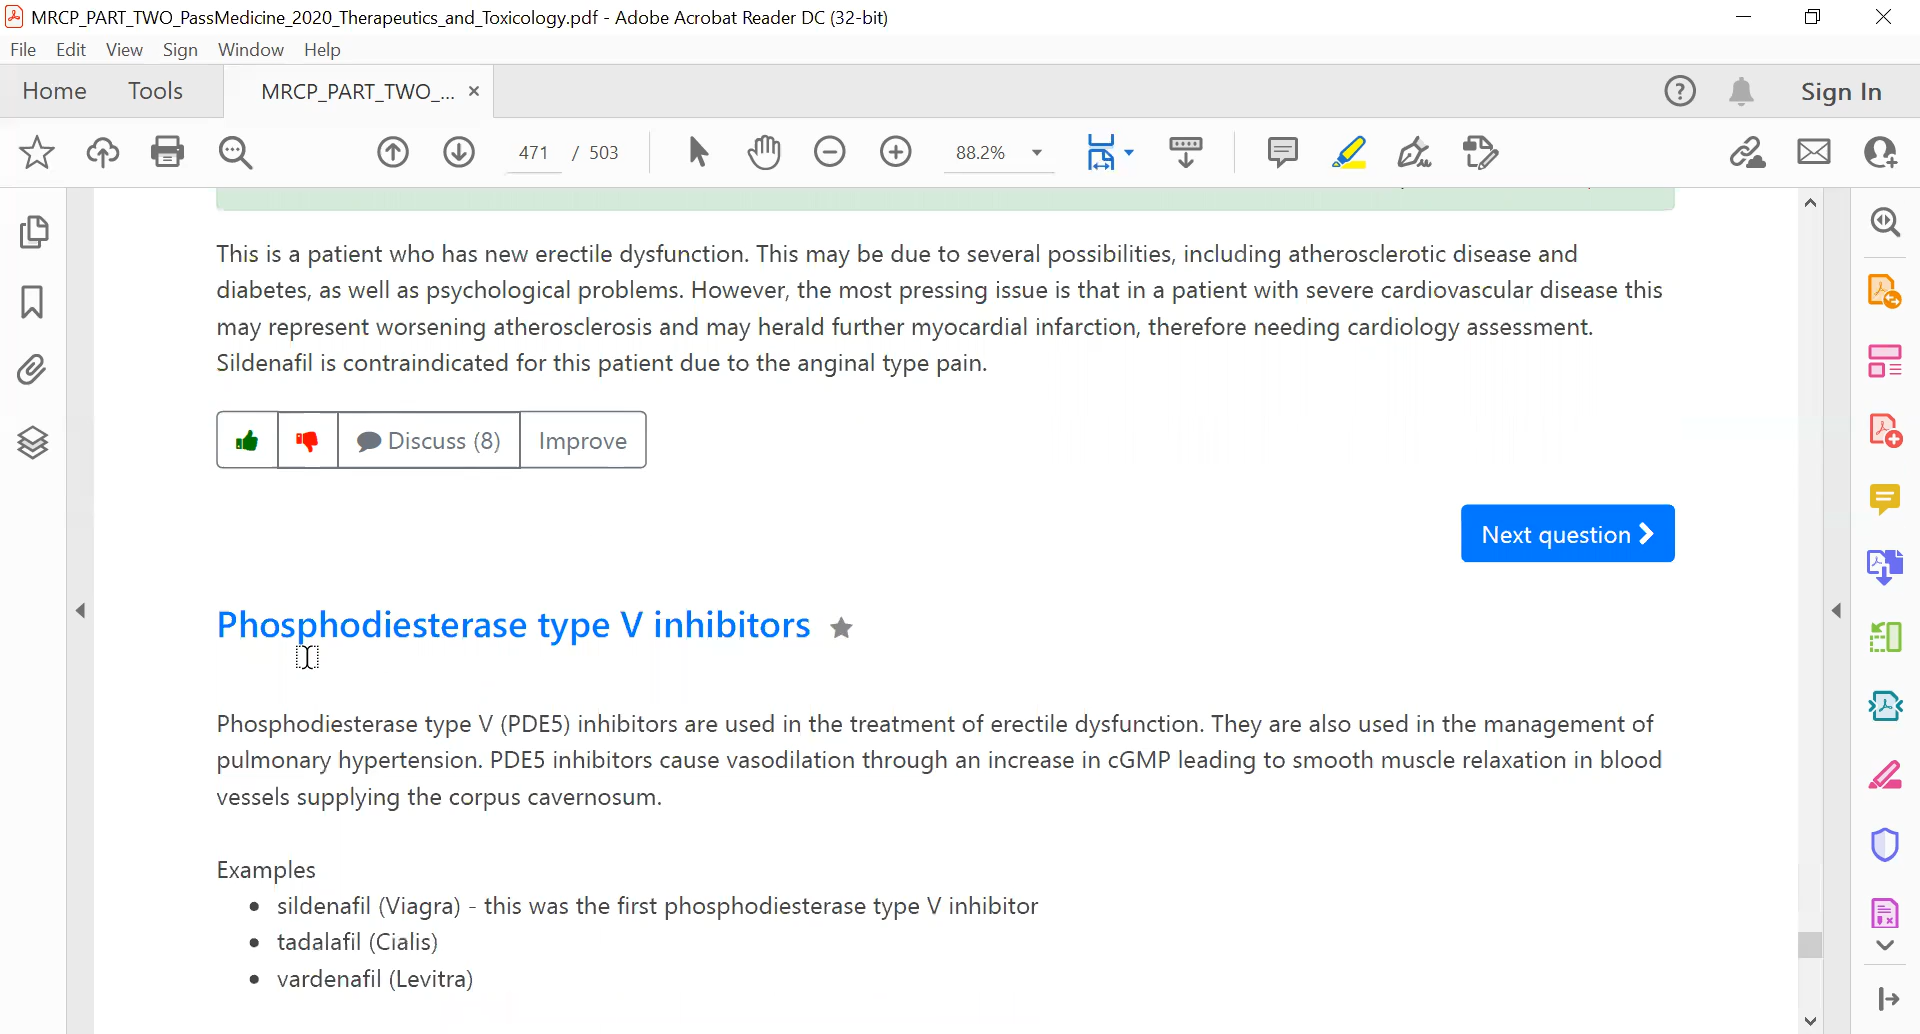 MRCP_PART_TWO_PassMedicine_2020_Therapeutics_and_Toxicology.pdf - Adobe Acrobat Reader DC (32-bit)
File Edit View Sign Window Help
Home Tools MRCP_PART_TWO_... × Sign In
471 / 503 88.2%
This is a patient who has new erectile dysfunction. This may be due to several possibilities, including atherosclerotic disease and
diabetes, as well as psychological problems. However, the most pressing issue is that in a patient with severe cardiovascular disease this
may represent worsening atherosclerosis and may herald further myocardial infarction, therefore needing cardiology assessment.
Sildenafil is contraindicated for this patient due to the anginal type pain.
Discuss (8) Improve
Next question
Phosphodiesterase type V inhibitors
Phosphodiesterase type V (PDE5) inhibitors are used in the treatment of erectile dysfunction. They are also used in the management of
pulmonary hypertension. PDE5 inhibitors cause vasodilation through an increase in cGMP leading to smooth muscle relaxation in blood
vessels supplying the corpus cavernosum.
Examples
• sildenafil (Viagra) - this was the first phosphodiesterase type V inhibitor
• tadalafil (Cialis)
• vardenafil (Levitra)